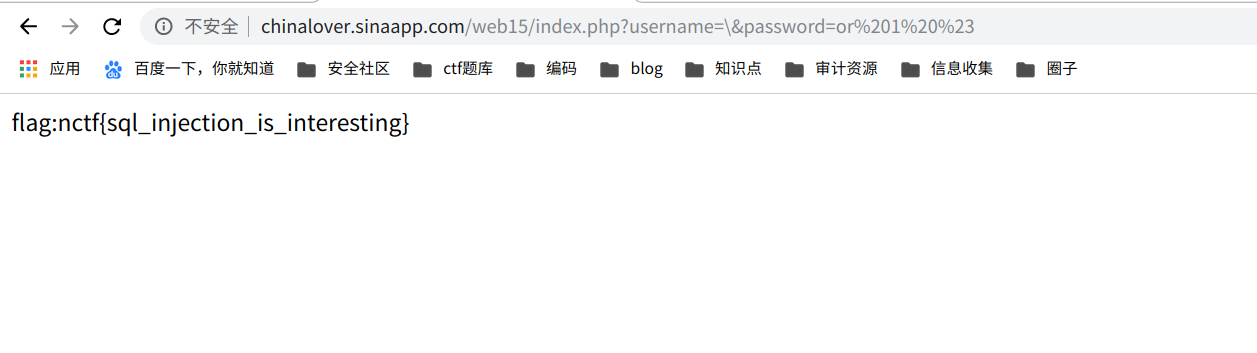 不安全 chinalover.sinaapp.com/web15/index.php?username=\&password=or%201%20%23
应用 百度一下，你就知道 安全社区 ctf题库 编码 blog 知识点 审计资源 信息收集 圈子
flag:nctf{sql_injection_is_interesting}